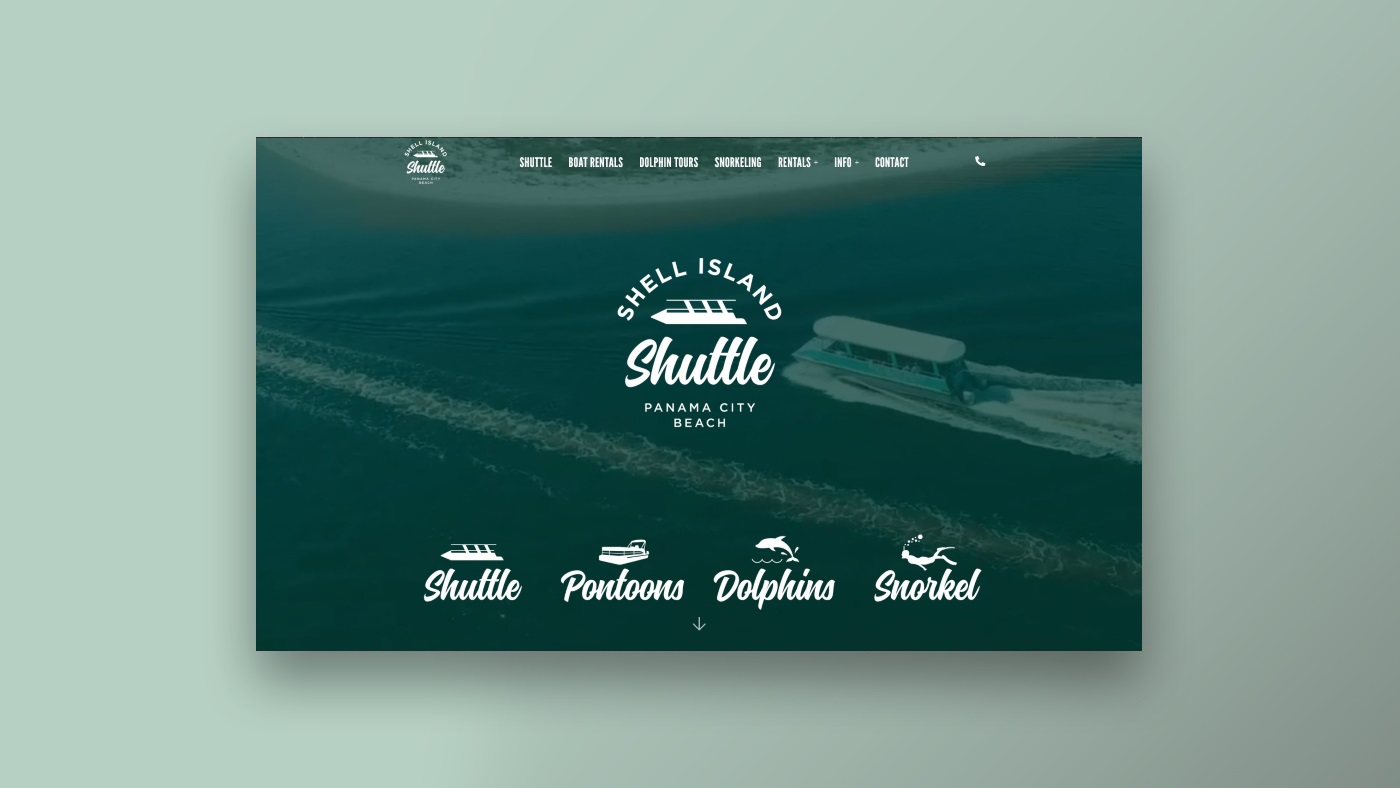 SHELL ISLAND
Shuttle
PANAMA CITY
BEACH
SHUTTLE BOAT RENTALS DOLPHIN TOURS SNORKELING RENTALS + INFO + CONTACT
SHELL ISLAND
Shuttle
PANAMA CITY
BEACH
Shuttle Pontoons Dolphins Snorkel